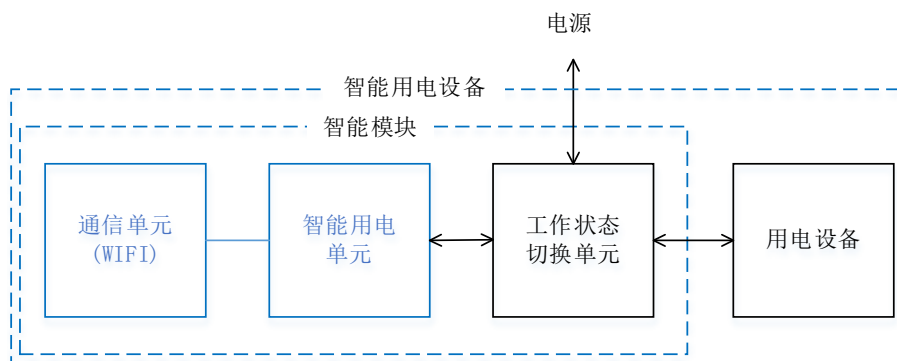 电源
智能用电设备
智能模块
通信单元
(WIFI)
智能用电
单元
工作状态
切换单元
用电设备